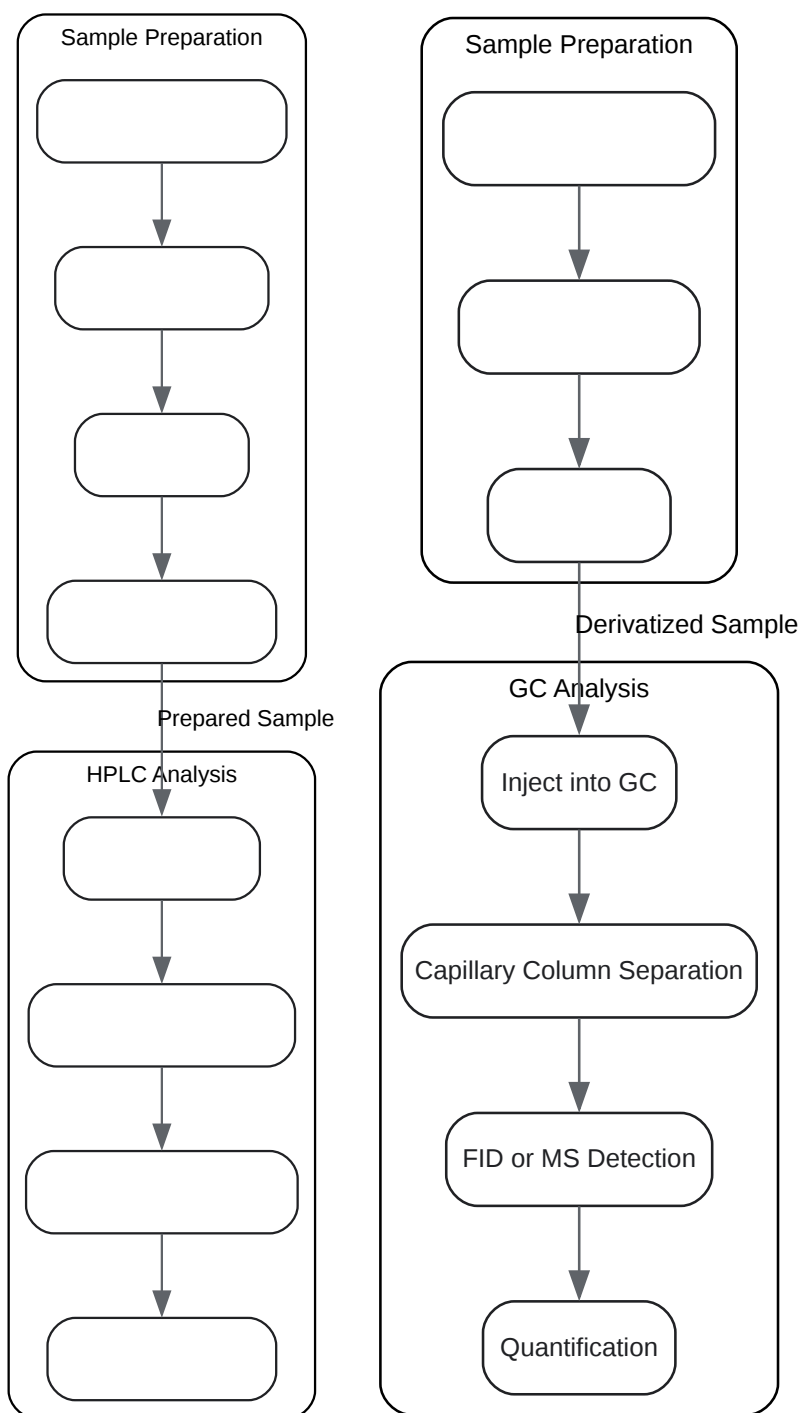 Sample Preparation
Prepared Sample
HPLC Analysis
Sample Preparation
Derivatized Sample
GC Analysis
Inject into GC
Capillary Column Separation
FID or MS Detection
Quantification